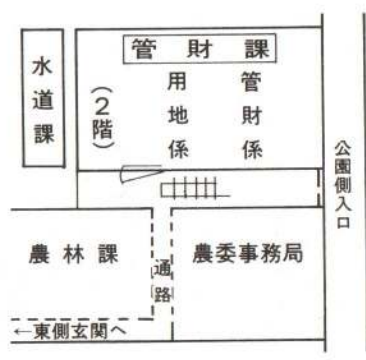 管財課
水道課
(2階)
用地係
管財係
公園側入口
農林課
通路
農委事務局
←東側玄関へ